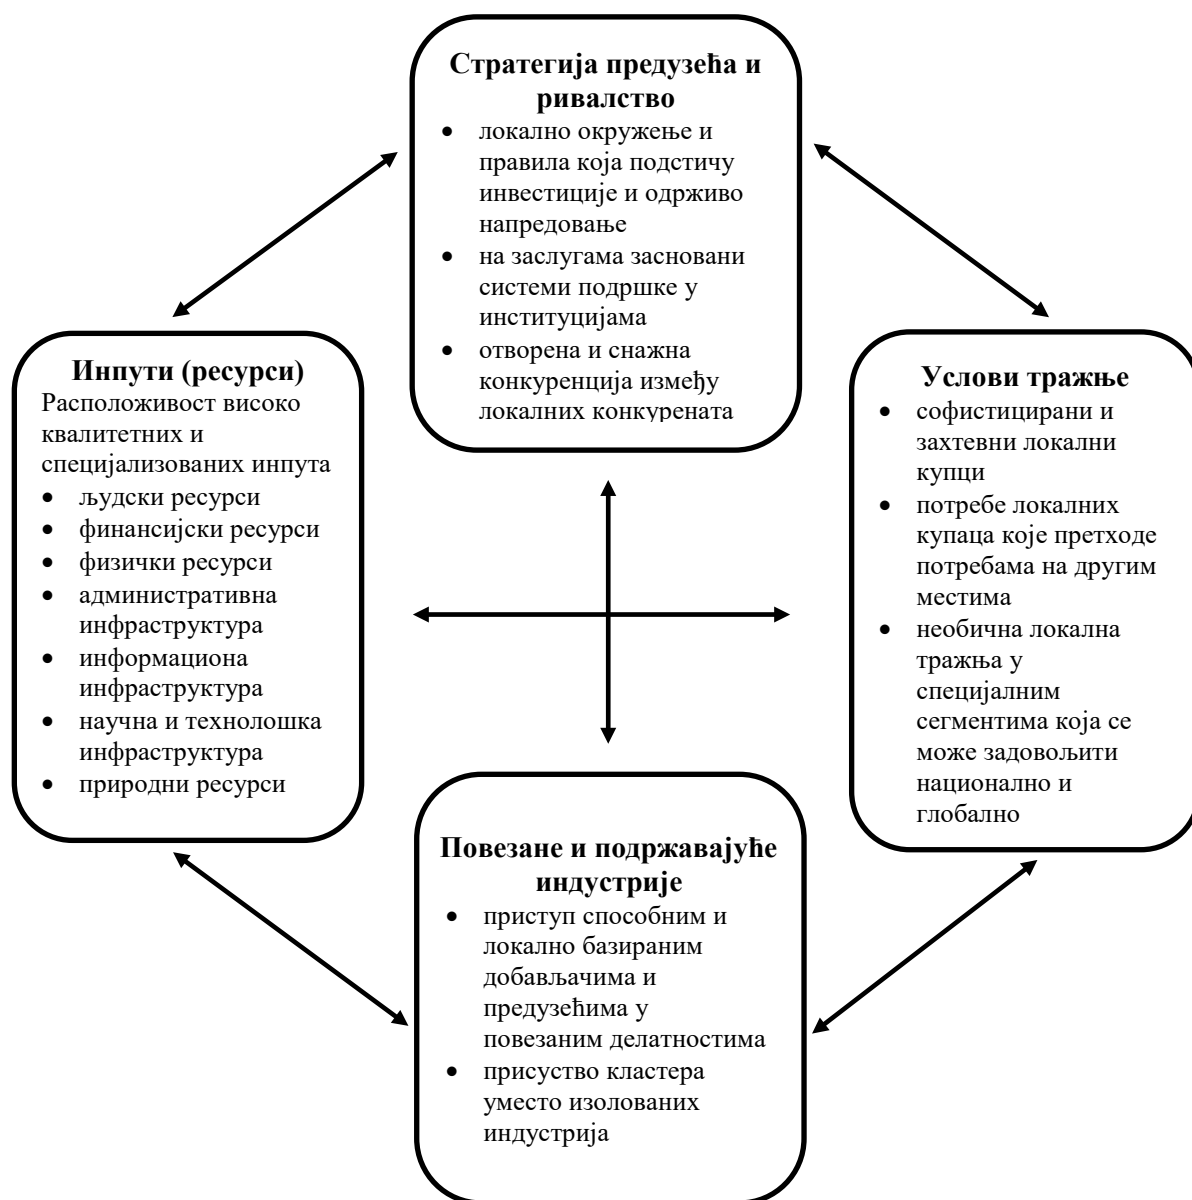 Стратегија предузећа и
ривалство
• локално окружење и
правила која подстичу
инвестиције и одрживо
напредовање
• на заслугама засновани
системи подршке у
институцијама
• отворена и снажна
конкуренција између
локалних конкурената
Инпути (ресурси)
Расположивост високо
квалитетних и
специјализованих инпута
• људски ресурси
• финансијски ресурси
• физички ресурси
• административна
инфраструктура
• информациона
инфраструктура
• научна и технолошка
инфраструктура
• природни ресурси
Услови тражње
• софистицирани и
захтевни локални
купци
• потребе локалних
купаца које претходе
потребама на другим
местима
• необична локална
тражња у
специјалним
сегментима која се
може задовољити
национално и
глобално
Повезане и подржавајуће
индустрије
• приступ способним и
локално базираним
добављачима и
предузећима у
повезаним делатностима
• присуство кластера
уместо изолованих
индустрија